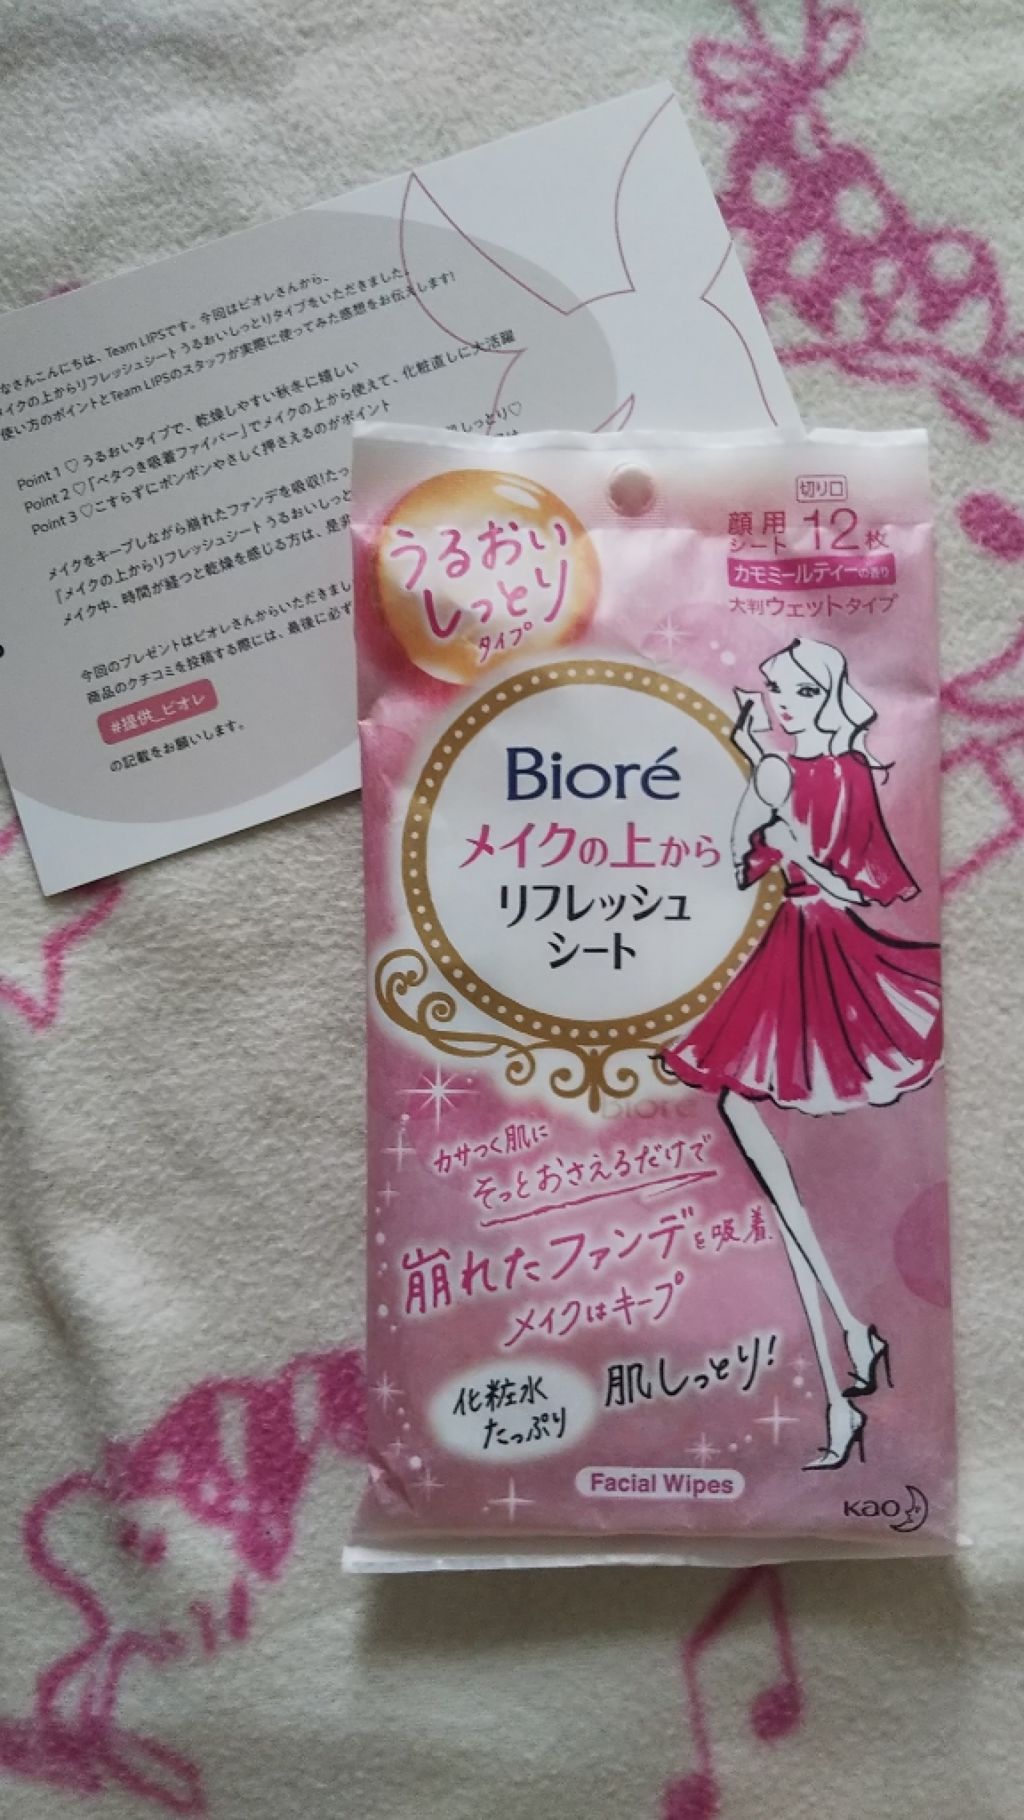 なさんこんにちは、Team LIPSです。今回はビオレさんから、
メイクの上からリフレッシュシートうるおいしっとりタイプをいただきました。
使い方のポイントとTeam LIPSのスタッフが実際に使ってみた感想をお伝えします!
Point 1♡うるおいタイプで、乾燥しやすい秋冬に嬉しい
Point 2♡「ベタつき吸着ファイバー」でメイクの上から使えて、化粧直しに大活躍
Point 3♡こすらずにポンポンやさしく押さえるのがポイント
メイクをキープしながら崩れたファンデを吸収!たっ
肌しっとり♡
「メイクの上からリフレッシュシートうるおいしっと
メイク中、時間が経つと乾燥を感じる方は、是非
今回のプレゼントはビオレさんからいただきまし
商品のクチコミを投稿する際には、最後に必ず
#提供_ビオレ
の記載をお願いします。
切り口
うるおい
しっとり
タイプ
顔用
シート 12枚
カモミールティーの香り
大判ウェットタイプ
Bioré
メイクの上から
リフレッシュ
シート
Bioré
カサつく肌に
そっとおさえるだけで
崩れたファンデを吸着
メイクはキープ
化粧水
たっぷり
肌しっとり!
Facial Wipes
Kao